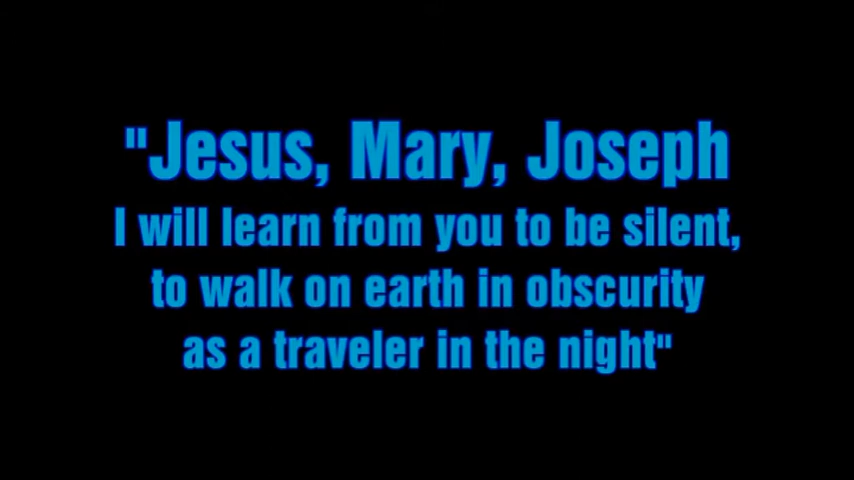 "Jesus, Mary, Joseph
I will learn from you to be silent,
to walk on earth in obscurity
as a traveler in the night"